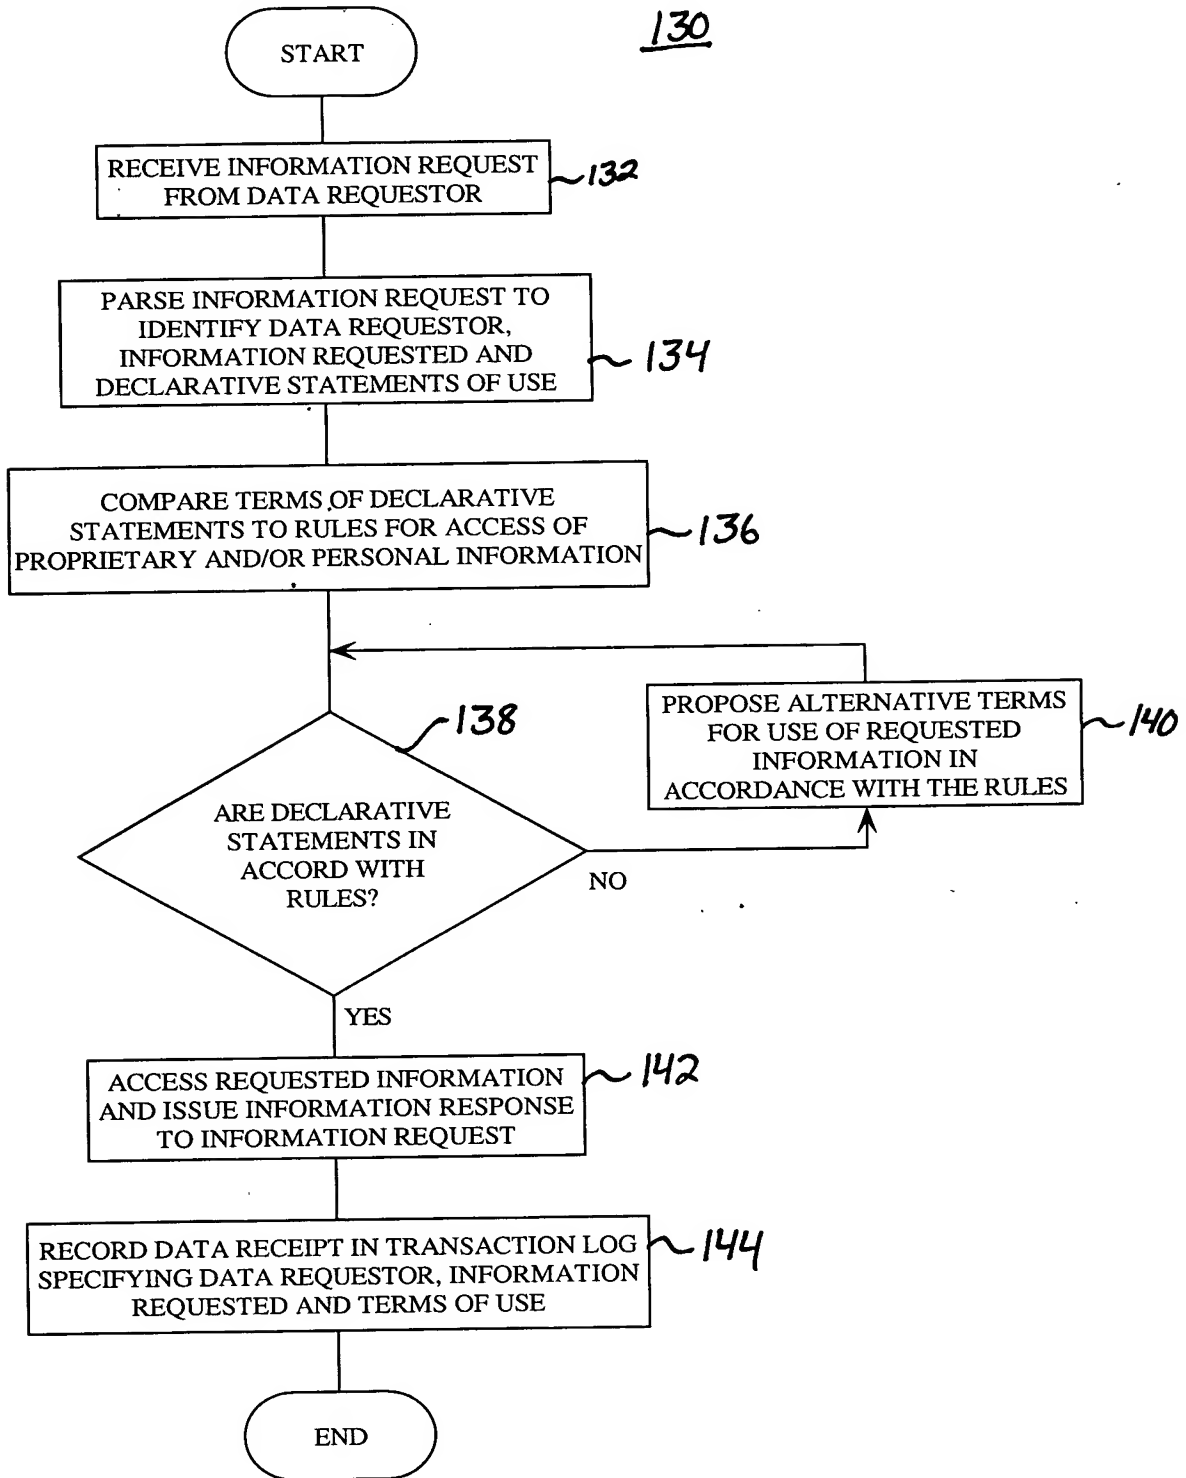 130
START
RECEIVE INFORMATION REQUEST
FROM DATA REQUESTOR
132
PARSE INFORMATION REQUEST TO
IDENTIFY DATA REQUESTOR,
INFORMATION REQUESTED AND
DECLARATIVE STATEMENTS OF USE
134
COMPARE TERMS OF DECLARATIVE
STATEMENTS TO RULES FOR ACCESS OF
PROPRIETARY AND/OR PERSONAL INFORMATION
136
138
ARE DECLARATIVE
STATEMENTS IN
ACCORD WITH
RULES?
NO
PROPOSE ALTERNATIVE TERMS
FOR USE OF REQUESTED
INFORMATION IN
ACCORDANCE WITH THE RULES
140
YES
ACCESS REQUESTED INFORMATION
AND ISSUE INFORMATION RESPONSE
TO INFORMATION REQUEST
142
RECORD DATA RECEIPT IN TRANSACTION LOG
SPECIFYING DATA REQUESTOR, INFORMATION
REQUESTED AND TERMS OF USE
144
END